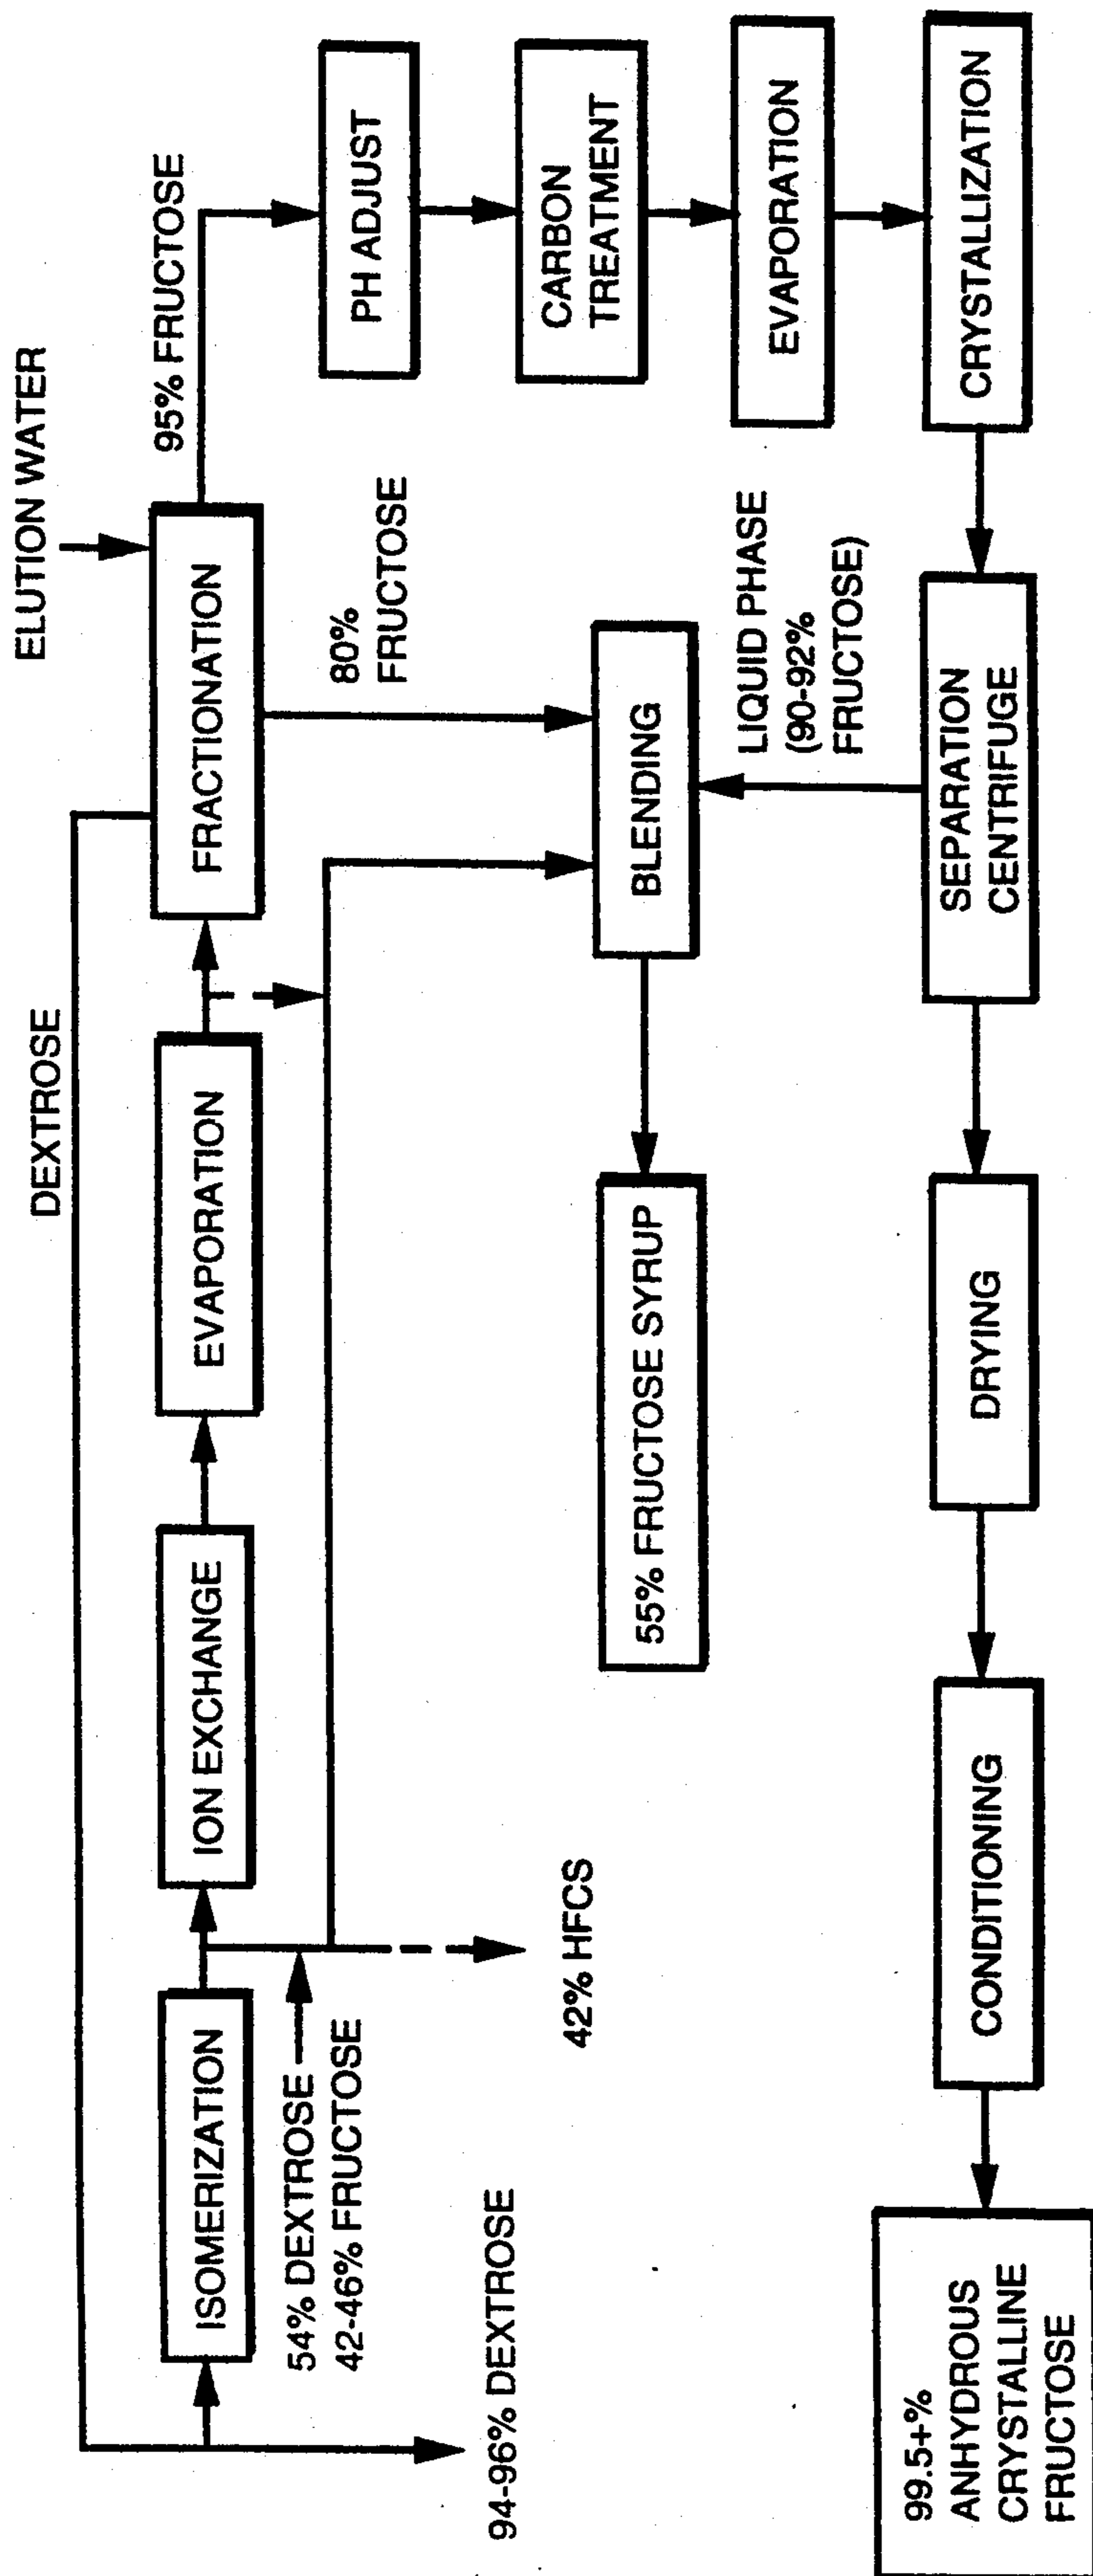 ELUTION WATER
DEXTROSE
95% FRUCTOSE
ISOMERIZATION
ION EXCHANGE
EVAPORATION
FRACTIONATION
54% DEXTROSE
42-46% FRUCTOSE
80%
FRUCTOSE
PH ADJUST
94-96% DEXTROSE
42% HFCS
CARBON
TREATMENT
55% FRUCTOSE SYRUP
BLENDING
LIQUID PHASE
(90-92%
FRUCTOSE)
EVAPORATION
99.5+%
ANHYDROUS
CRYSTALLINE
FRUCTOSE
CONDITIONING
DRYING
SEPARATION
CENTRIFUGE
CRYSTALLIZATION